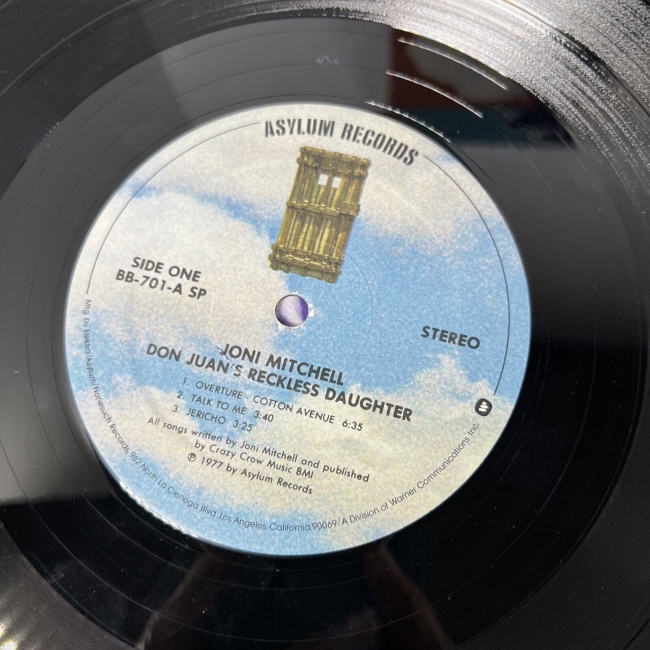 ASYLUM RECORDS
SIDE ONE
BB-701-A SP
STEREO
JONI MITCHELL
DON JUAN'S RECKLESS DAUGHTER
1. OVERTURE COTTON AVENUE 6:35
2. TALK TO ME 3:40
3. JERICHO 3:25
All songs written by Joni Mitchell and published
by Crazy Crow Music BMI
℗ 1977 by Asylum Records
Mfg. by Elektra/Asylum/Nonesuch Records, 962 North La Cienega Blvd., Los Angeles, California 90069/A Division of Warner Communications Inc.